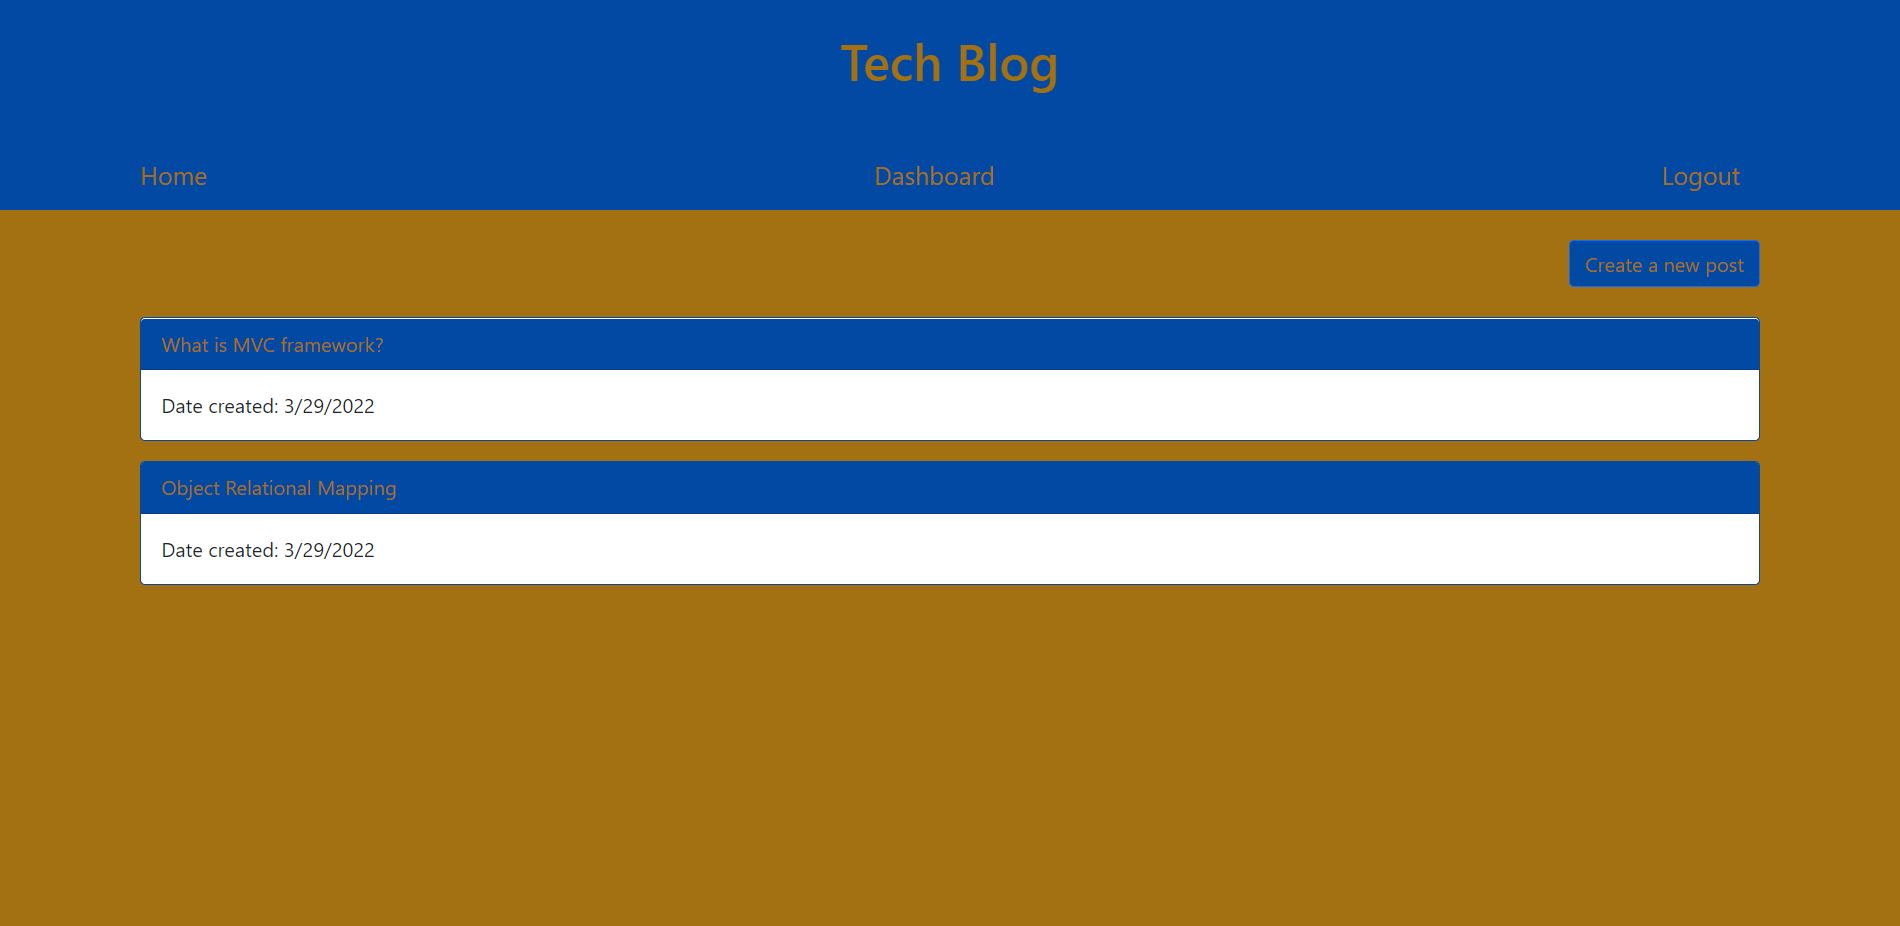 Tech Blog
Home Dashboard Logout
Create a new post
What is MVC framework?
Date created: 3/29/2022
Object Relational Mapping
Date created: 3/29/2022